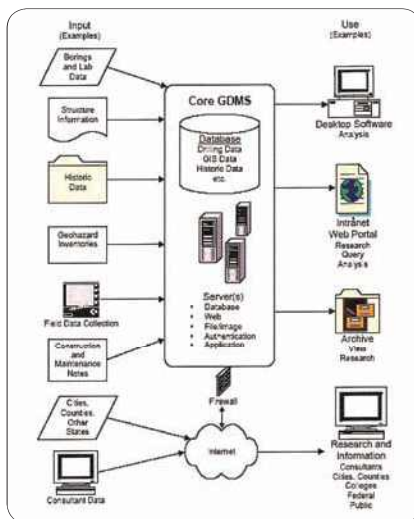 Input
(Examples)
Use
(Examples)
Borings
and Lab
Data
Structure
Information
Historic
Data
Geohazard
Inventories
Field Data Collection
Construction
and
Maintenance
Notes
Cities,
Counties,
Other
States
Consultant Data
Core GDMS
Database
Drilling Data
GIS Data
Historic Data
etc.
Server(s)
• Database
• Web
• File/Image
• Authentication
• Application
Firewall
Internet
Desktop Software
Analysis
Intranet
Web Portal
Research
Query
Analysis
Archive
View
Research
Research and
Information
Consultants
Cities, Counties
Colleges
Federal
Public